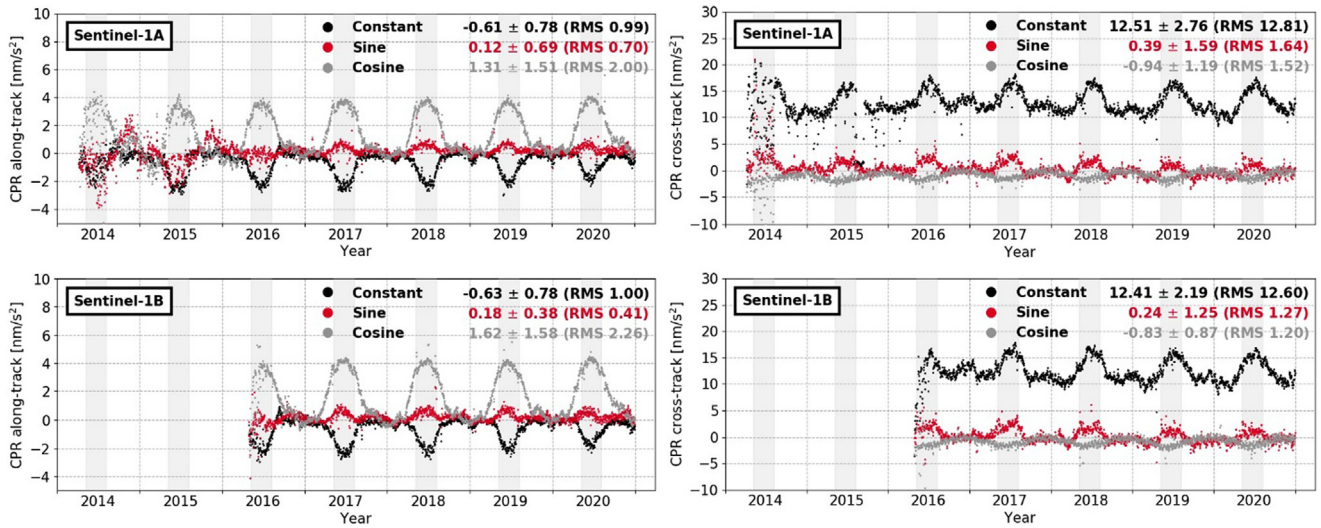 Sentinel-1A
Constant -0.61 ± 0.78 (RMS 0.99)
Sine 0.12 ± 0.69 (RMS 0.70)
Cosine 1.31 ± 1.51 (RMS 2.00)
CPR along-track [nm/s²]
10
8
6
4
2
0
−2
−4
2014 2015 2016 2017 2018 2019 2020
Year
Sentinel-1A
Constant 12.51 ± 2.76 (RMS 12.81)
Sine 0.39 ± 1.59 (RMS 1.64)
Cosine -0.94 ± 1.19 (RMS 1.52)
CPR cross-track [nm/s²]
30
25
20
15
10
5
0
−5
−10
2014 2015 2016 2017 2018 2019 2020
Year
Sentinel-1B
Constant -0.63 ± 0.78 (RMS 1.00)
Sine 0.18 ± 0.38 (RMS 0.41)
Cosine 1.62 ± 1.58 (RMS 2.26)
CPR along-track [nm/s²]
10
8
6
4
2
0
−2
−4
2014 2015 2016 2017 2018 2019 2020
Year
Sentinel-1B
Constant 12.41 ± 2.19 (RMS 12.60)
Sine 0.24 ± 1.25 (RMS 1.27)
Cosine -0.83 ± 0.87 (RMS 1.20)
CPR cross-track [nm/s²]
30
25
20
15
10
5
0
−5
−10
2014 2015 2016 2017 2018 2019 2020
Year